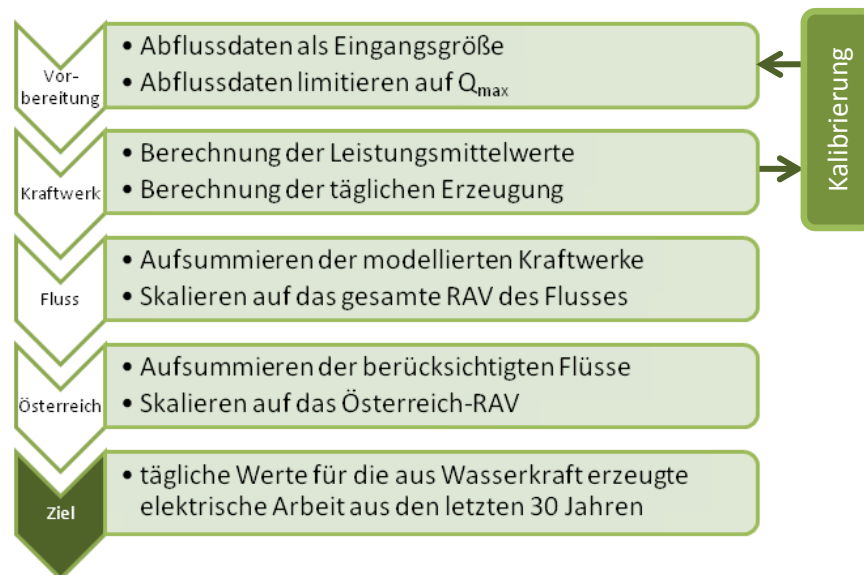 Vor-
bereitung
• Abflussdaten als Eingangsgröße
• Abflussdaten limitieren auf Qmax
Kalibrierung
Kraftwerk
• Berechnung der Leistungsmittelwerte
• Berechnung der täglichen Erzeugung
Fluss
• Aufsummieren der modellierten Kraftwerke
• Skalieren auf das gesamte RAV des Flusses
Österreich
• Aufsummieren der berücksichtigten Flüsse
• Skalieren auf das Österreich-RAV
Ziel
• tägliche Werte für die aus Wasserkraft erzeugte
elektrische Arbeit aus den letzten 30 Jahren